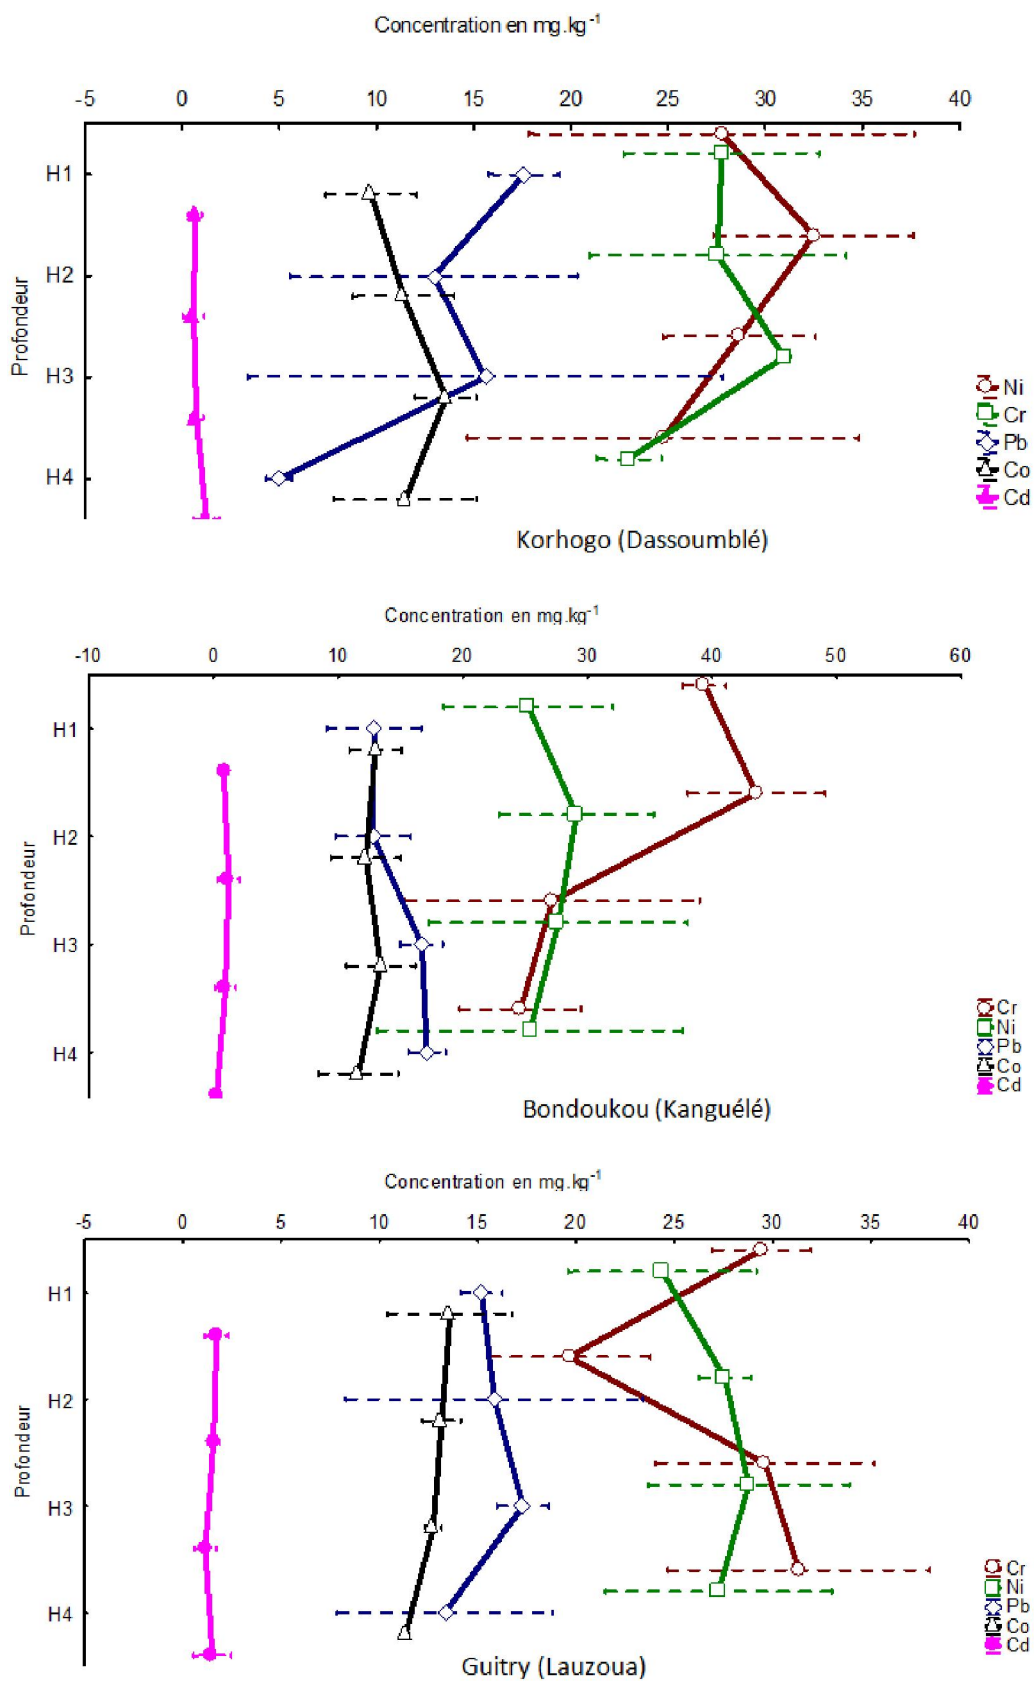 Concentration en mg.kg-1
-5 0 5 10 15 20 25 30 35 40
Profondeur
H1
H2
H3
H4
Ni
Cr
Pb
Co
Cd
Korhogo (Dassoumblé)
Concentration en mg.kg-1
-10 0 10 20 30 40 50 60
Profondeur
H1
H2
H3
H4
Cr
Ni
Pb
Co
Cd
Bondoukou (Kanguélé)
Concentration en mg.kg-1
-5 0 5 10 15 20 25 30 35 40
Profondeur
H1
H2
H3
H4
Cr
Ni
Pb
Co
Cd
Guitry (Lauzoua)